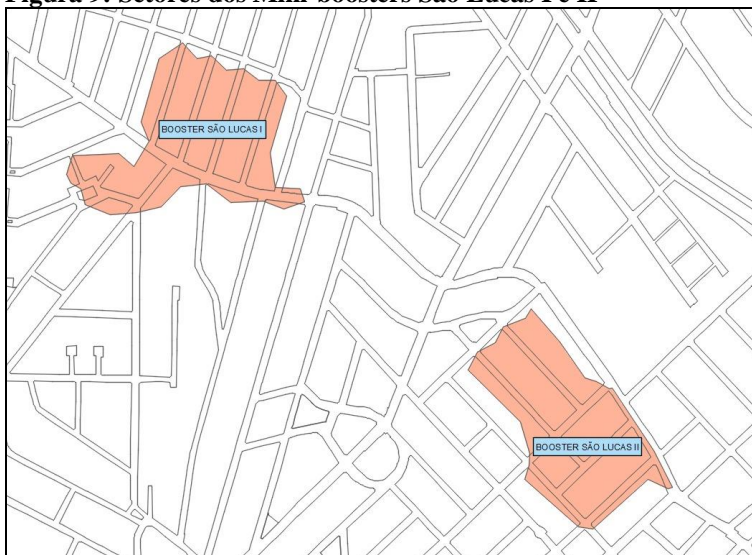 Figura 9: Setores dos Mini-boosters São Lucas I e II
BOOSTER SÃO LUCAS I
BOOSTER SÃO LUCAS II